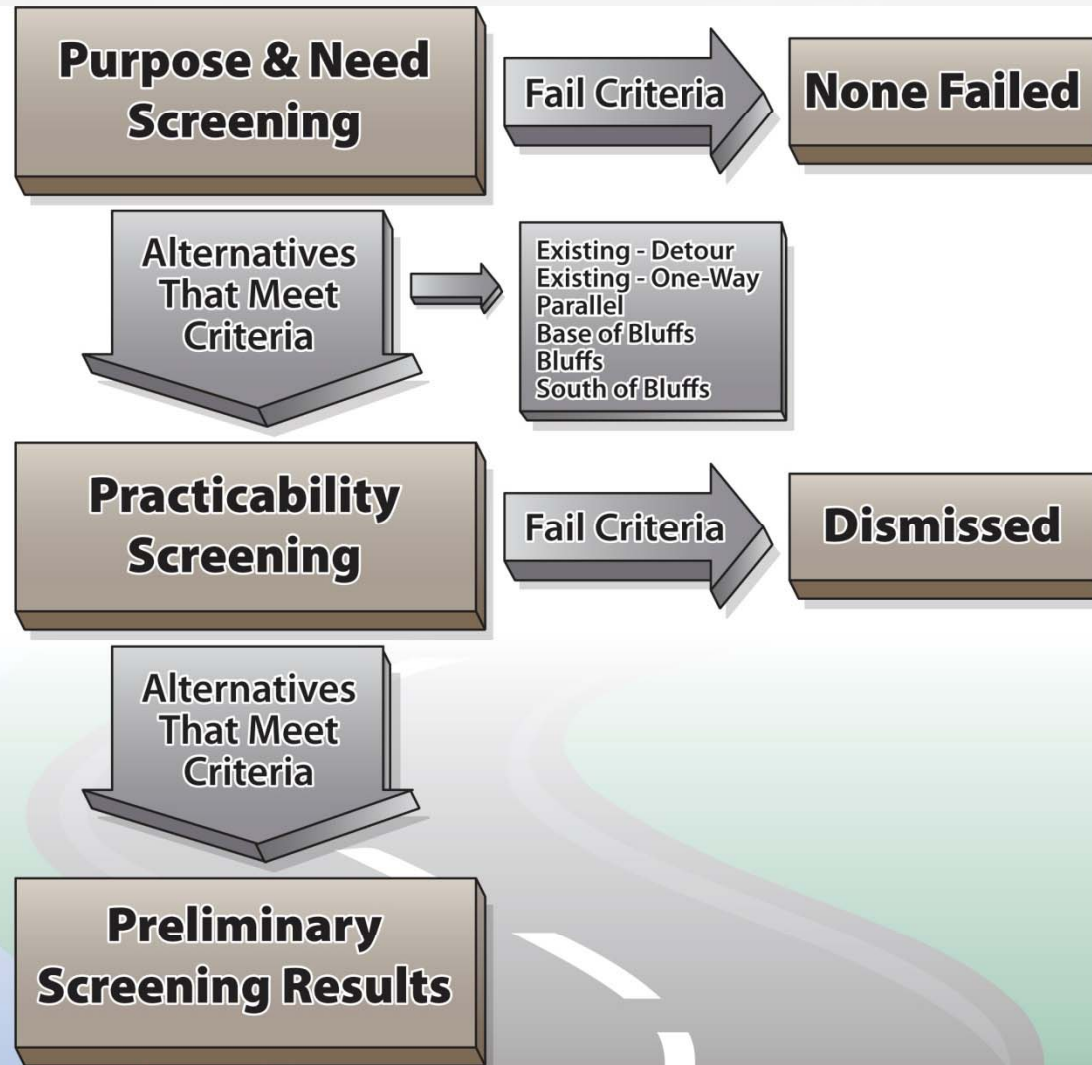 Purpose & Need
Screening
Fail Criteria
None Failed
Alternatives
That Meet
Criteria
Existing - Detour
Existing - One-Way
Parallel
Base of Bluffs
Bluffs
South of Bluffs
Practicability
Screening
Fail Criteria
Dismissed
Alternatives
That Meet
Criteria
Preliminary
Screening Results